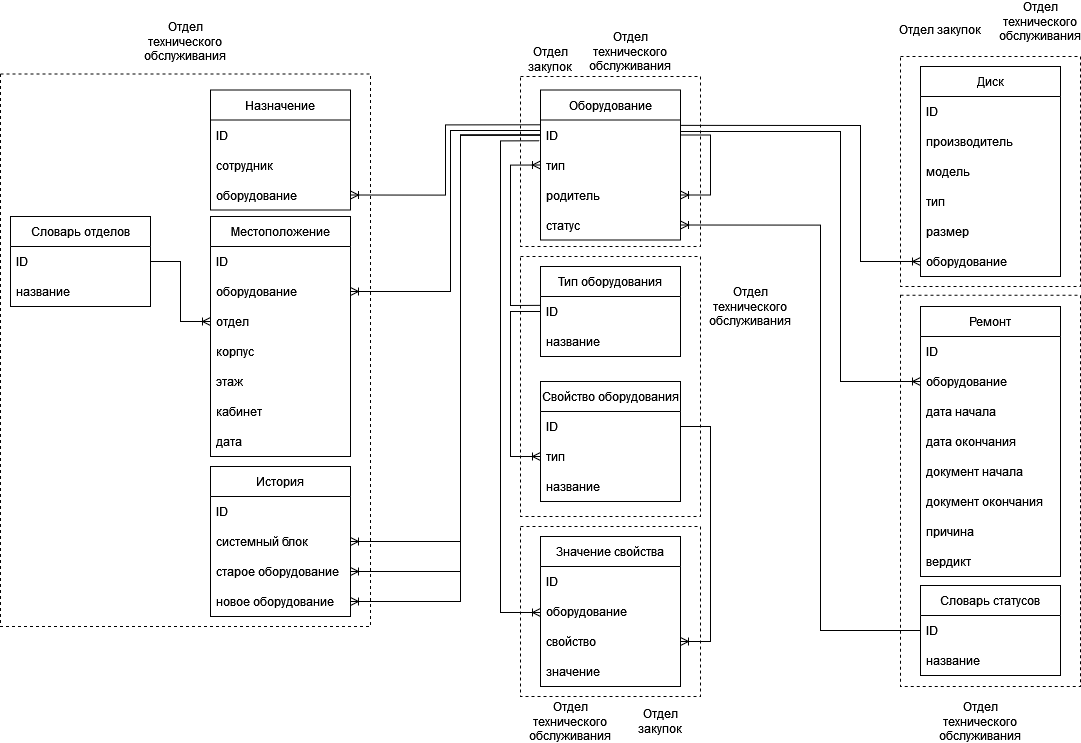 Отдел
технического
обслуживания
Назначение
ID
сотрудник
оборудование
Словарь отделов
ID
название
Местоположение
ID
оборудование
отдел
корпус
этаж
кабинет
дата
История
ID
системный блок
старое оборудование
новое оборудование
Отдел
закупок
Отдел
технического
обслуживания
Оборудование
ID
тип
родитель
статус
Тип оборудования
ID
название
Отдел
технического
обслуживания
Свойство оборудования
ID
тип
название
Значение свойства
ID
оборудование
свойство
значение
Отдел
технического
обслуживания
Отдел
закупок
Отдел закупок
Отдел
технического
обслуживания
Диск
ID
производитель
модель
тип
размер
оборудование
Ремонт
ID
оборудование
дата начала
дата окончания
документ начала
документ окончания
причина
вердикт
Словарь статусов
ID
название
Отдел
технического
обслуживания